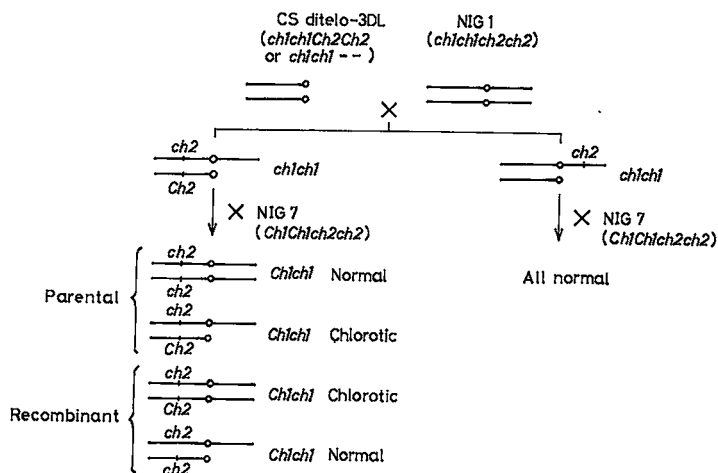 CS ditelo-3DL
(ch1ch1Ch2Ch2
or ch1ch1 --)
NIG 1
(ch1ch1ch2ch2)
×
ch2
Ch2
ch1ch1
ch2
ch1ch1
× NIG 7
(Ch1Ch1ch2ch2)
× NIG 7
(Ch1Ch1ch2ch2)
All normal
Parental
ch2
ch2
Ch1ch1 Normal
ch2
Ch2
Ch1ch1 Chlorotic
Recombinant
ch2
Ch2
Ch1ch1 Chlorotic
ch2
ch2
Ch1ch1 Normal